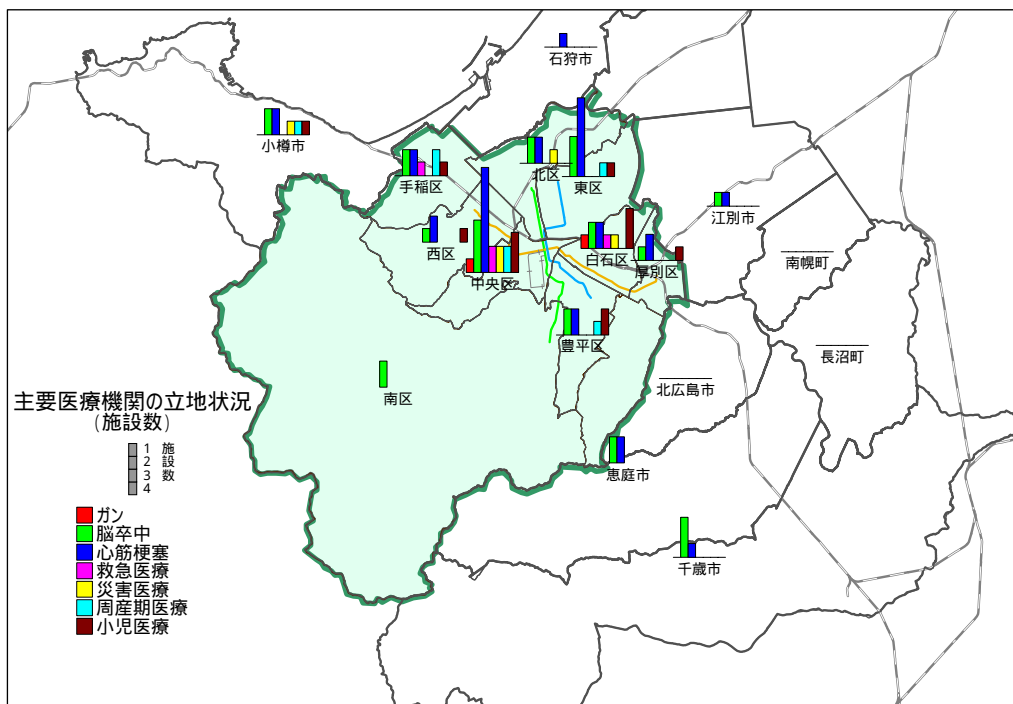 石狩市
小樽市
手稲区
北区
東区
江別市
西区
白石区
厚別区
南幌町
中央区
豊平区
長沼町
北広島市
南区
主要医療機関の立地状況
(施設数)
1
2
3
4
施設数
恵庭市
千歳市
ガン
脳卒中
心筋梗塞
救急医療
災害医療
周産期医療
小児医療